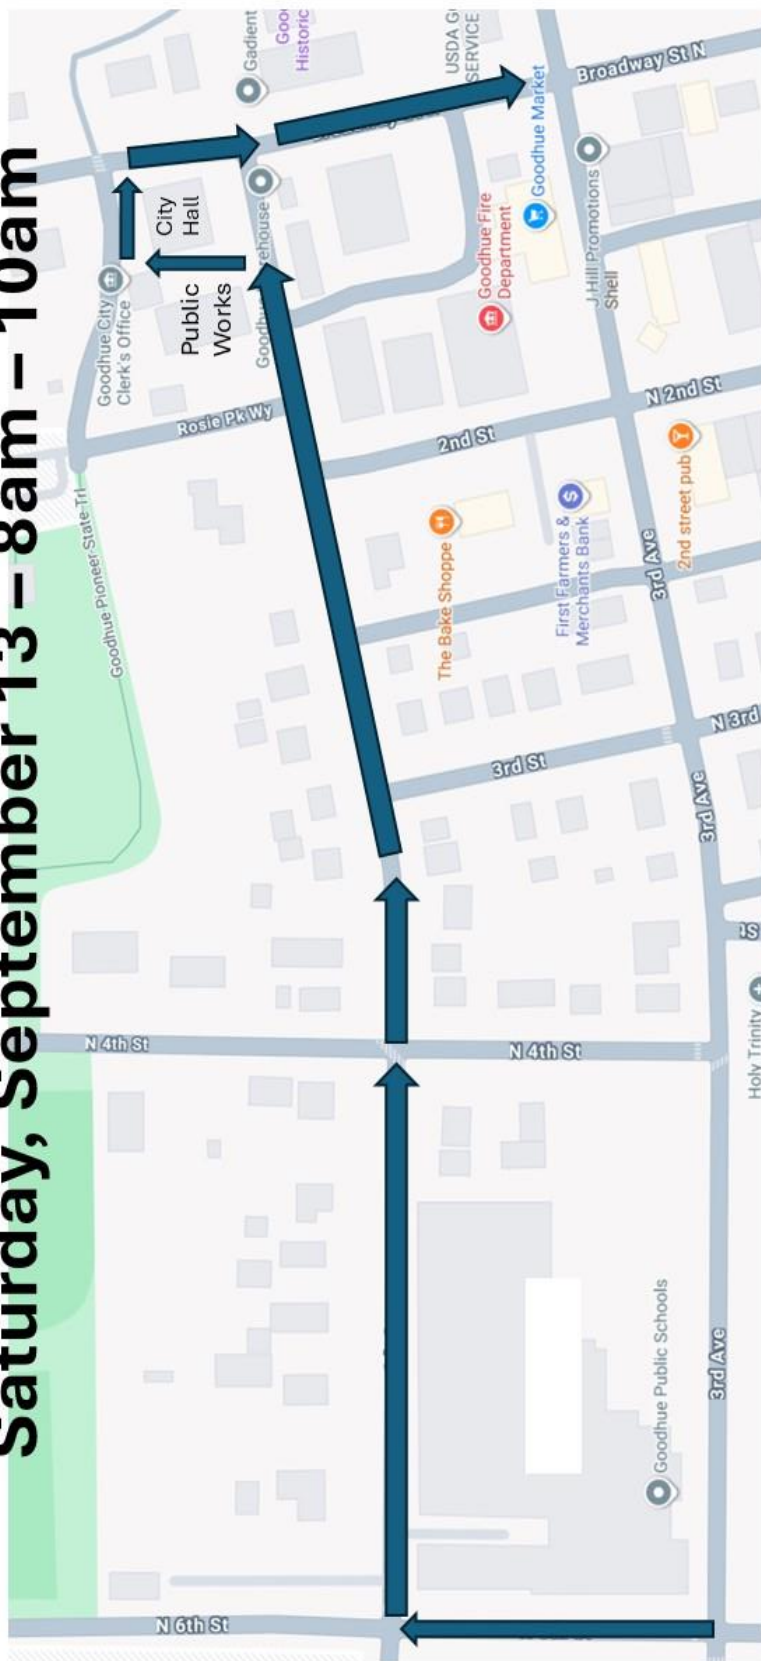 Saturday, September 13 – 8am – 10am
N 6th St
N 4th St
Goodhue Pioneer State Trl
Goodhue City
Clerk's Office
Rosie Pk Wy
Public
Works
City
Hall
Gadient
Historic
USDA
SERVICE
2nd St
The Bake Shoppe
Goodhue Fire
Department
Goodhue Market
3rd St
N 4th St
First Farmers &
Merchants Bank
J Hill Promotions
Shell
Broadway St N
Goodhue Public Schools
3rd Ave
3rd Ave
3rd Ave
2nd street pub
N 2nd St
N 3rd
Holy Trinity